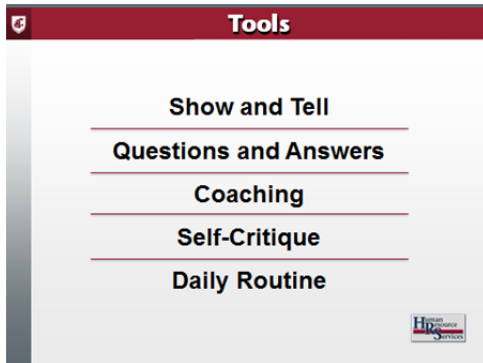 Tools
Show and Tell
Questions and Answers
Coaching
Self-Critique
Daily Routine
Human
Resource
Services